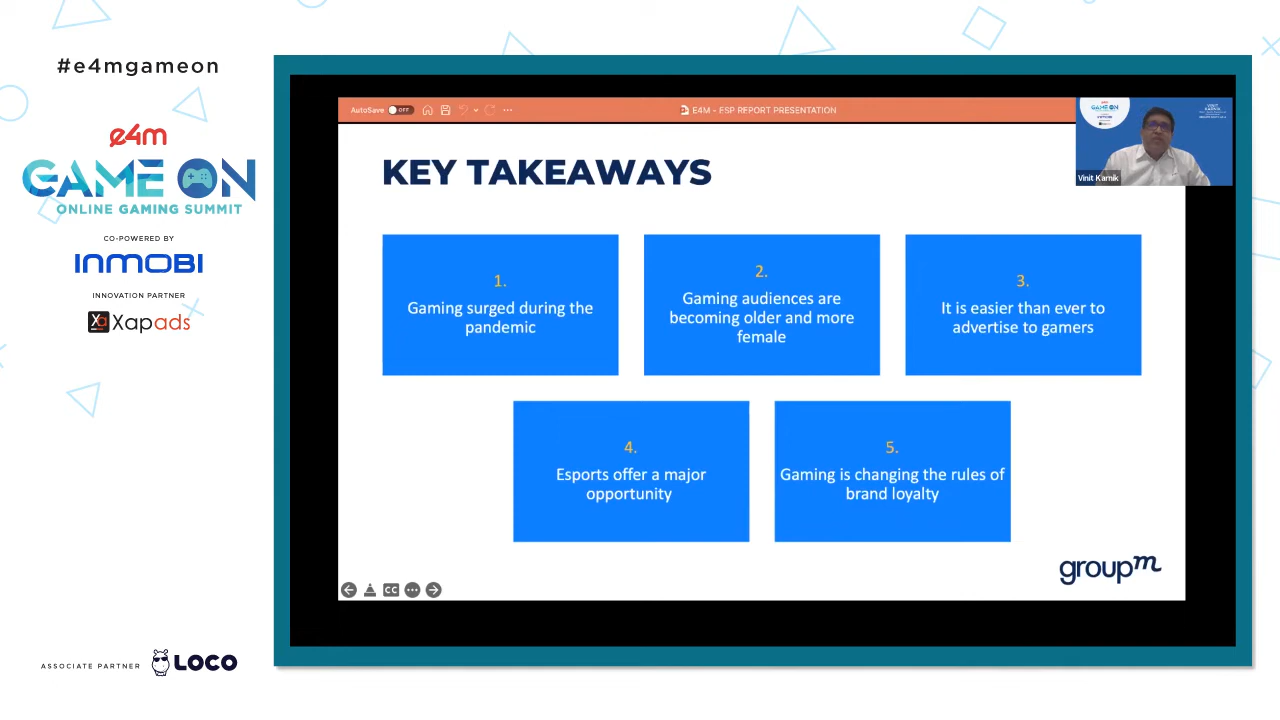 #e4mgameon
e4m
GAME ON
ONLINE GAMING SUMMIT
CO-POWERED BY
INMOBI
INNOVATION PARTNER
Xa Xapads
ASSOCIATE PARTNER
LOCO
AutoSave OFF
E4M - ESP REPORT PRESENTATION
KEY TAKEAWAYS
Vinit Karnik
1.
Gaming surged during the
pandemic
2.
Gaming audiences are
becoming older and more
female
3.
It is easier than ever to
advertise to gamers
4.
Esports offer a major
opportunity
5.
Gaming is changing the rules of
brand loyalty
CC
groupm